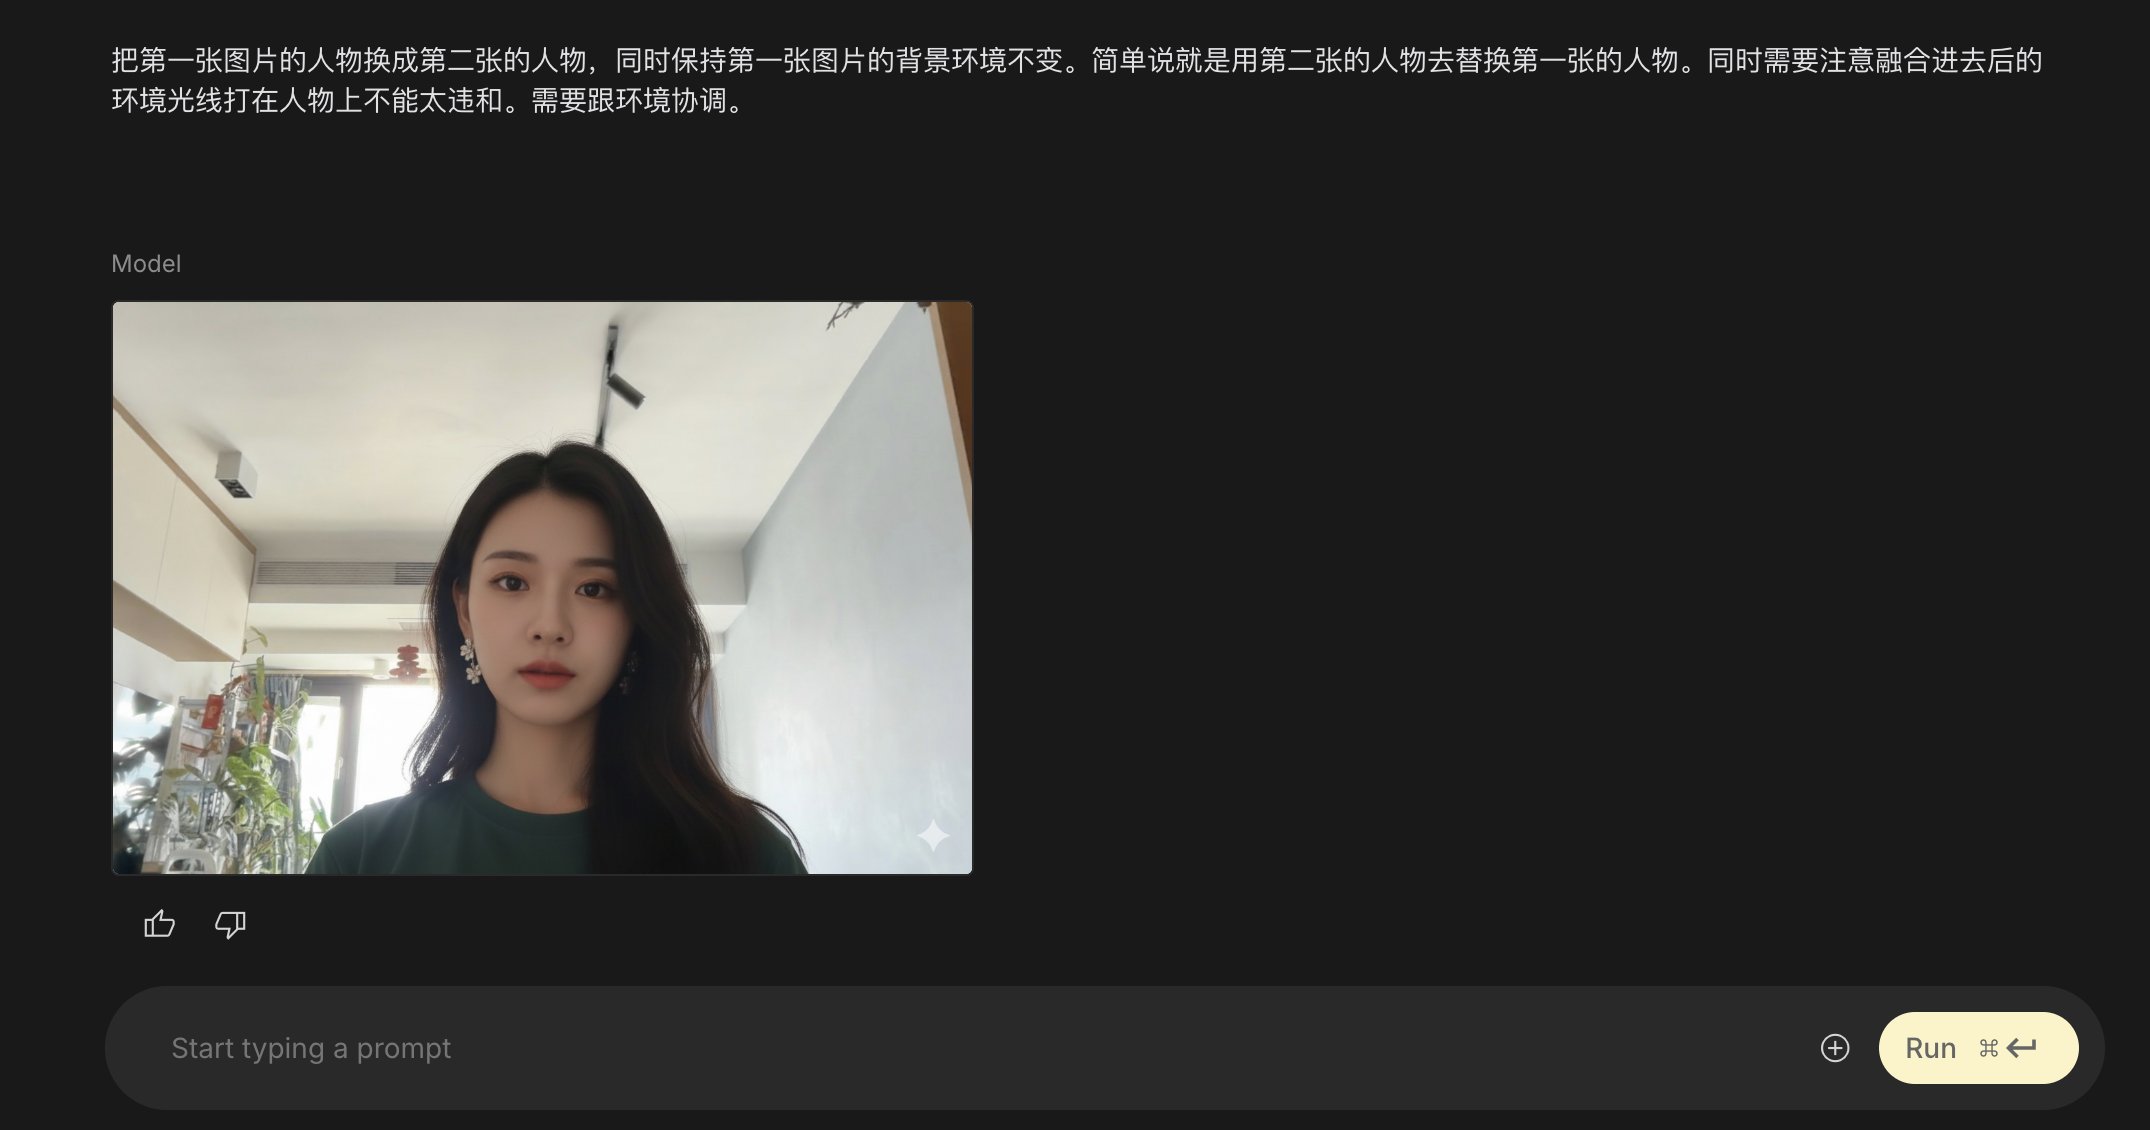 把第一张图片的人物换成第二张的人物，同时保持第一张图片的背景环境不变。简单说就是用第二张的人物去替换第一张的人物。同时需要注意融合进去后的
环境光线打在人物上不能太违和。需要跟环境协调。
Model
Start typing a prompt
Run ⌘↵